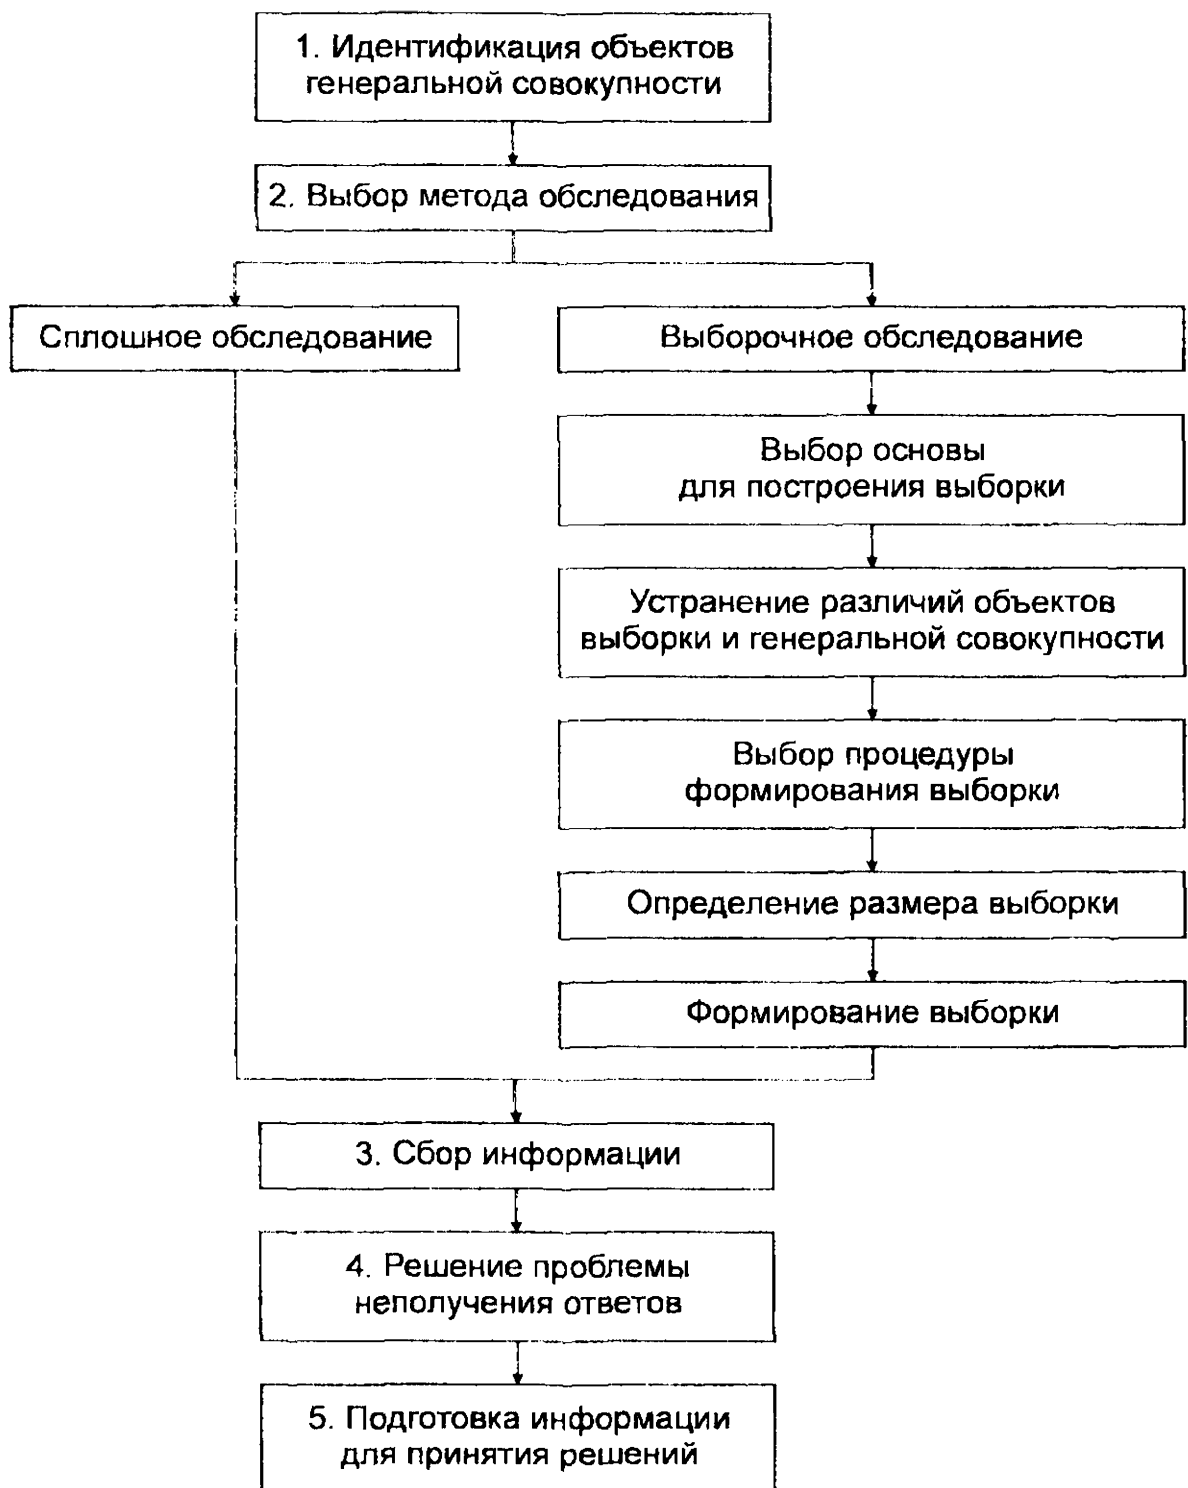 1. Идентификация объектов
генеральной совокупности
2. Выбор метода обследования
Сплошное обследование
Выборочное обследование
Выбор основы
для построения выборки
Устранение различий объектов
выборки и генеральной совокупности
Выбор процедуры
формирования выборки
Определение размера выборки
Формирование выборки
3. Сбор информации
4. Решение проблемы
неполучения ответов
5. Подготовка информации
для принятия решений